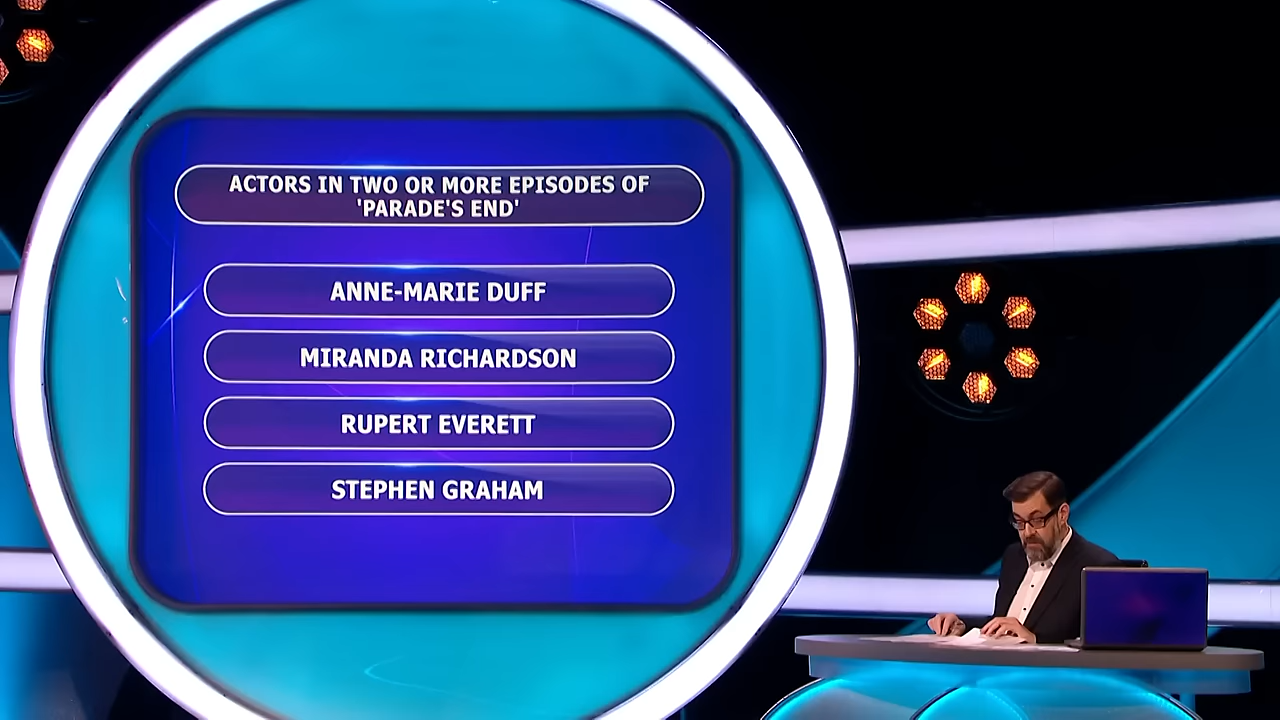 ACTORS IN TWO OR MORE EPISODES OF
'PARADE'S END'
ANNE-MARIE DUFF
MIRANDA RICHARDSON
RUPERT EVERETT
STEPHEN GRAHAM